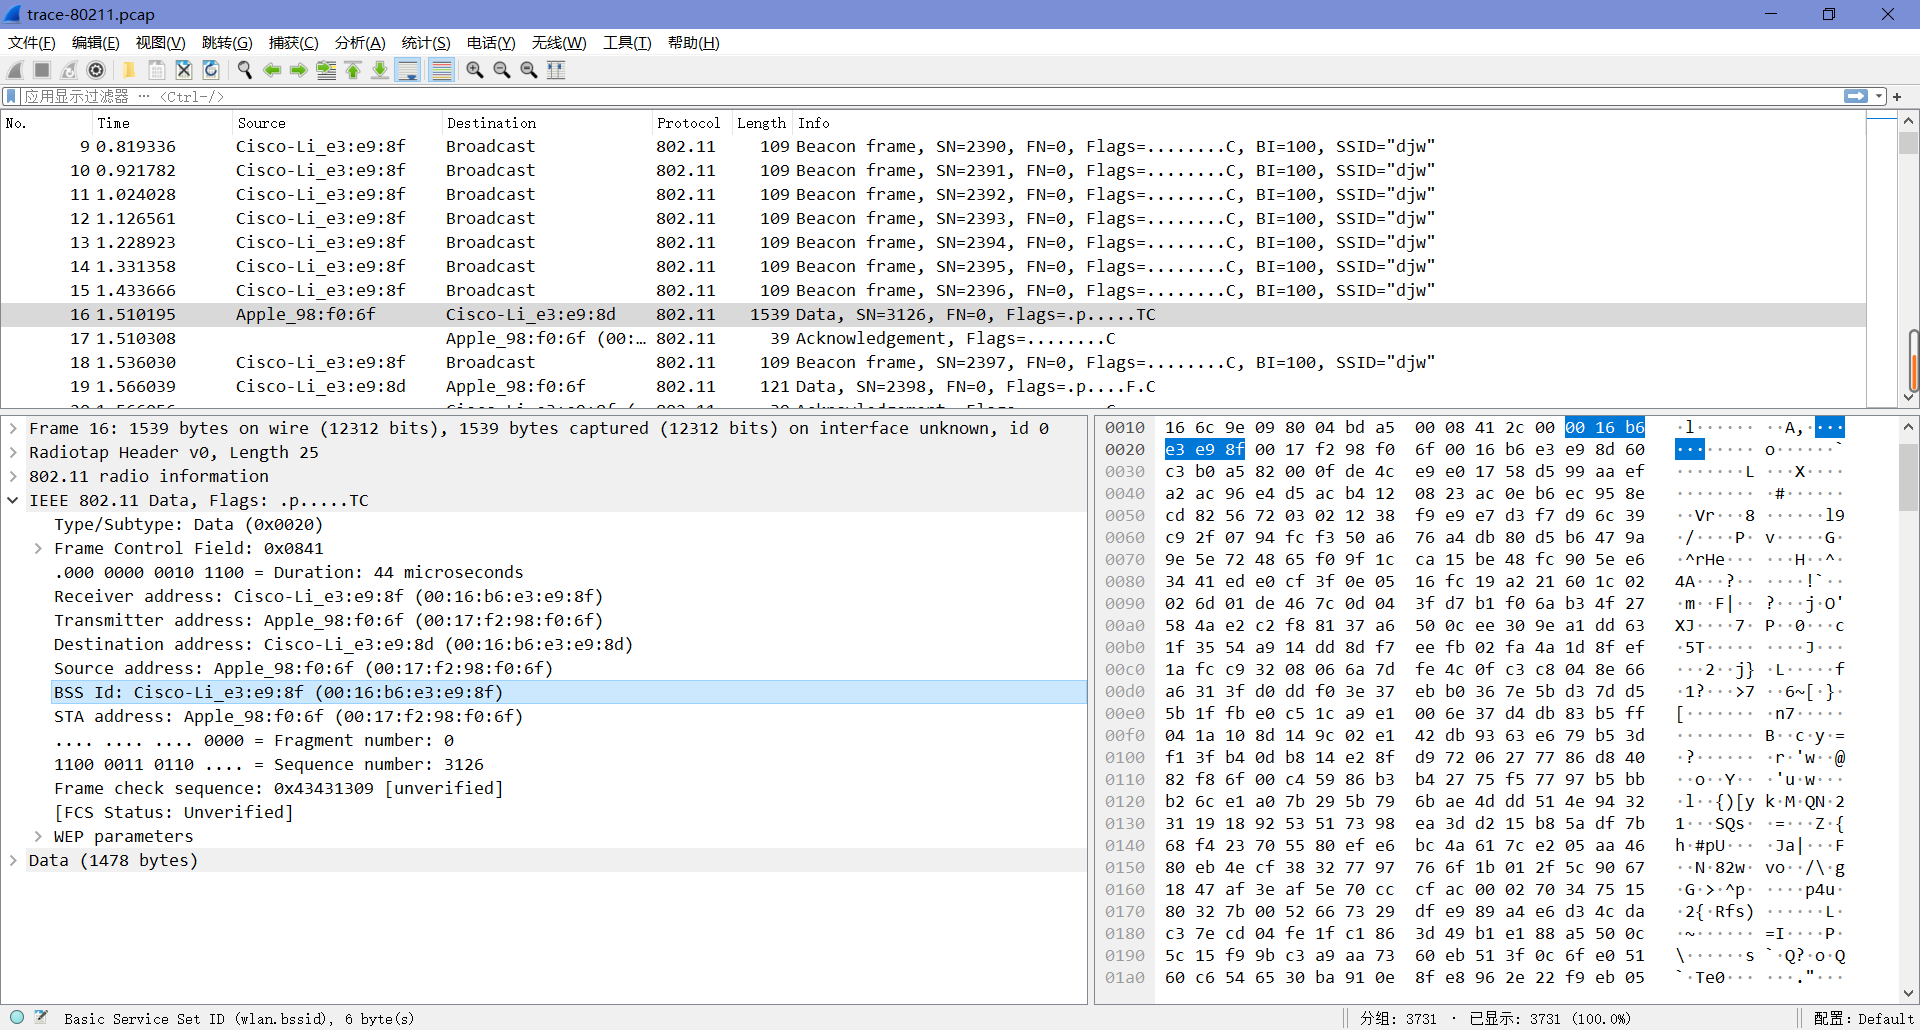 trace-80211.pcap
文件(F) 编辑(E) 视图(V) 跳转(G) 捕获(C) 分析(A) 统计(S) 电话(Y) 无线(W) 工具(T) 帮助(H)
应用显示过滤器 … <Ctrl-/>
No. Time Source Destination Protocol Length Info
9 0.819336 Cisco-Li_e3:e9:8f Broadcast 802.11 109 Beacon frame, SN=2390, FN=0, Flags=........C, BI=100, SSID="djw"
10 0.921782 Cisco-Li_e3:e9:8f Broadcast 802.11 109 Beacon frame, SN=2391, FN=0, Flags=........C, BI=100, SSID="djw"
11 1.024028 Cisco-Li_e3:e9:8f Broadcast 802.11 109 Beacon frame, SN=2392, FN=0, Flags=........C, BI=100, SSID="djw"
12 1.126561 Cisco-Li_e3:e9:8f Broadcast 802.11 109 Beacon frame, SN=2393, FN=0, Flags=........C, BI=100, SSID="djw"
13 1.228923 Cisco-Li_e3:e9:8f Broadcast 802.11 109 Beacon frame, SN=2394, FN=0, Flags=........C, BI=100, SSID="djw"
14 1.331358 Cisco-Li_e3:e9:8f Broadcast 802.11 109 Beacon frame, SN=2395, FN=0, Flags=........C, BI=100, SSID="djw"
15 1.433666 Cisco-Li_e3:e9:8f Broadcast 802.11 109 Beacon frame, SN=2396, FN=0, Flags=........C, BI=100, SSID="djw"
16 1.510195 Apple_98:f0:6f Cisco-Li_e3:e9:8d 802.11 1539 Data, SN=3126, FN=0, Flags=.p.....TC
17 1.510308 Apple_98:f0:6f (00:… 802.11 39 Acknowledgement, Flags=........C
18 1.536030 Cisco-Li_e3:e9:8f Broadcast 802.11 109 Beacon frame, SN=2397, FN=0, Flags=........C, BI=100, SSID="djw"
19 1.566039 Cisco-Li_e3:e9:8d Apple_98:f0:6f 802.11 121 Data, SN=2398, FN=0, Flags=.p....F.C
Frame 16: 1539 bytes on wire (12312 bits), 1539 bytes captured (12312 bits) on interface unknown, id 0
Radiotap Header v0, Length 25
802.11 radio information
IEEE 802.11 Data, Flags: .p.....TC
Type/Subtype: Data (0x0020)
Frame Control Field: 0x0841
.000 0000 0010 1100 = Duration: 44 microseconds
Receiver address: Cisco-Li_e3:e9:8f (00:16:b6:e3:e9:8f)
Transmitter address: Apple_98:f0:6f (00:17:f2:98:f0:6f)
Destination address: Cisco-Li_e3:e9:8d (00:16:b6:e3:e9:8d)
Source address: Apple_98:f0:6f (00:17:f2:98:f0:6f)
BSS Id: Cisco-Li_e3:e9:8f (00:16:b6:e3:e9:8f)
STA address: Apple_98:f0:6f (00:17:f2:98:f0:6f)
.... .... .... 0000 = Fragment number: 0
1100 0011 0110 .... = Sequence number: 3126
Frame check sequence: 0x43431309 [unverified]
[FCS Status: Unverified]
WEP parameters
Data (1478 bytes)
0010 16 6c 9e 09 80 04 bd a5 00 08 41 2c 00 00 16 b6 ·l······ ··A,····
0020 e3 e9 8f 00 17 f2 98 f0 6f 00 16 b6 e3 e9 8d 60 ········ o······`
0030 c3 b0 a5 82 00 0f de 4c e9 e0 17 58 d5 99 aa ef ·······L ···X····
0040 a2 ac 96 e4 d5 ac b4 12 08 23 ac 0e b6 ec 95 8e ········ ·#······
0050 cd 82 56 72 03 02 12 38 f9 e9 e7 d3 f7 d9 6c 39 ··Vr···8 ······l9
0060 c9 2f 07 94 fc f3 50 a6 76 a4 db 80 d5 b6 47 9a ·/····P· v·····G·
0070 9e 5e 72 48 65 f0 9f 1c ca 15 be 48 fc 90 5e e6 ·^rHe··· ···H··^·
0080 34 41 ed e0 cf 3f 0e 05 16 fc 19 a2 21 60 1c 02 4A···?·· ····!`··
0090 02 6d 01 de 46 7c 0d 04 3f d7 b1 f0 6a b3 4f 27 ·m··F|·· ?···j·O'
00a0 58 4a e2 c2 f8 81 37 a6 50 0c ee 30 9e a1 dd 63 XJ····7· P··0···c
00b0 1f 35 54 a9 14 dd 8d f7 ee fb 02 fa 4a 1d 8f ef ·5T····· ····J···
00c0 1a fc c9 32 08 06 6a 7d fe 4c 0f c3 c8 04 8e 66 ···2··j} ·L·····f
00d0 a6 31 3f d0 dd f0 3e 37 eb b0 36 7e 5b d3 7d d5 ·1?···>7 ··6~[·}·
00e0 5b 1f fb e0 c5 1c a9 e1 00 6e 37 d4 db 83 b5 ff [······· ·n7·····
00f0 04 1a 10 8d 14 9c 02 e1 42 db 93 63 e6 79 b5 3d ········ B··c·y·=
0100 f1 3f b4 0d b8 14 e2 8f d9 72 06 27 77 86 d8 40 ·?······ ·r·'w··@
0110 82 f8 6f 00 c4 59 86 b3 b4 27 75 f5 77 97 b5 bb ··o··Y·· ·'u·w···
0120 b2 6c e1 a0 7b 29 5b 79 6b ae 4d dd 51 4e 94 32 ·l··{)[y k·M·QN·2
0130 31 19 18 92 53 51 73 98 ea 3d d2 15 b8 5a df 7b 1···SQs· ·=···Z·{
0140 68 f4 23 70 55 80 ef e6 bc 4a 61 7c e2 05 aa 46 h·#pU··· ·Ja|···F
0150 80 eb 4e cf 38 32 77 97 76 6f 1b 01 2f 5c 90 67 ··N·82w· vo··/\·g
0160 18 47 af 3e af 5e 70 cc cf ac 00 02 70 34 75 15 ·G·>·^p· ····p4u·
0170 80 32 7b 00 52 66 73 29 df e9 89 a4 e6 d3 4c da ·2{·Rfs) ······L·
0180 c3 7e cd 04 fe 1f c1 86 3d 49 b1 e1 88 a5 50 0c ·~······ =I····P·
0190 5c 15 f9 9b c3 a9 aa 73 60 eb 51 3f 0c 6f e0 51 \······s `·Q?·o·Q
01a0 60 c6 54 65 30 ba 91 0e 8f e8 96 2e 22 f9 eb 05 `·Te0··· ···."···
Basic Service Set ID (wlan.bssid), 6 byte(s) 分组: 3731 · 已显示: 3731 (100.0%) 配置: Default